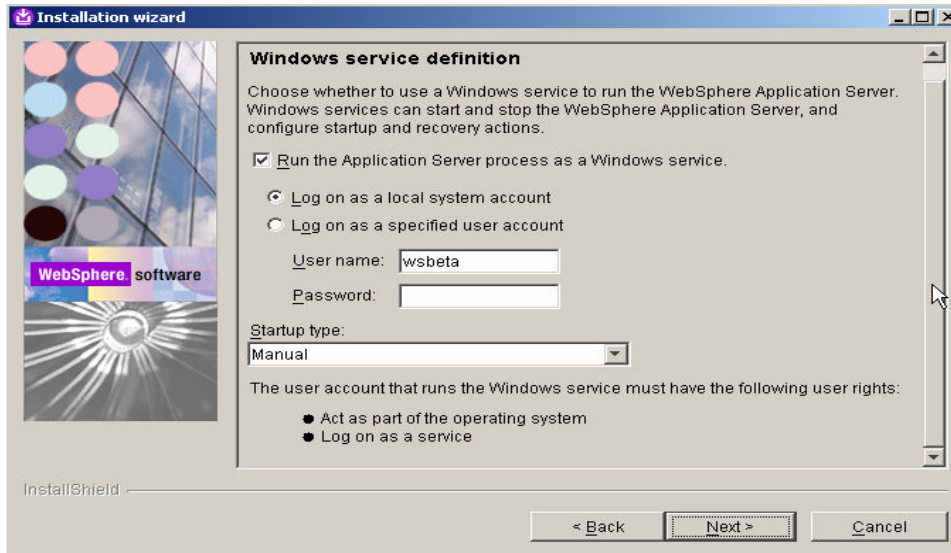 Installation wizard
Windows service definition
Choose whether to use a Windows service to run the WebSphere Application Server.
Windows services can start and stop the WebSphere Application Server, and
configure startup and recovery actions.
Run the Application Server process as a Windows service.
Log on as a local system account
Log on as a specified user account
User name: wsbeta
Password:
WebSphere. software
Startup type:
Manual
The user account that runs the Windows service must have the following user rights:
Act as part of the operating system
Log on as a service
InstallShield
< Back Next > Cancel